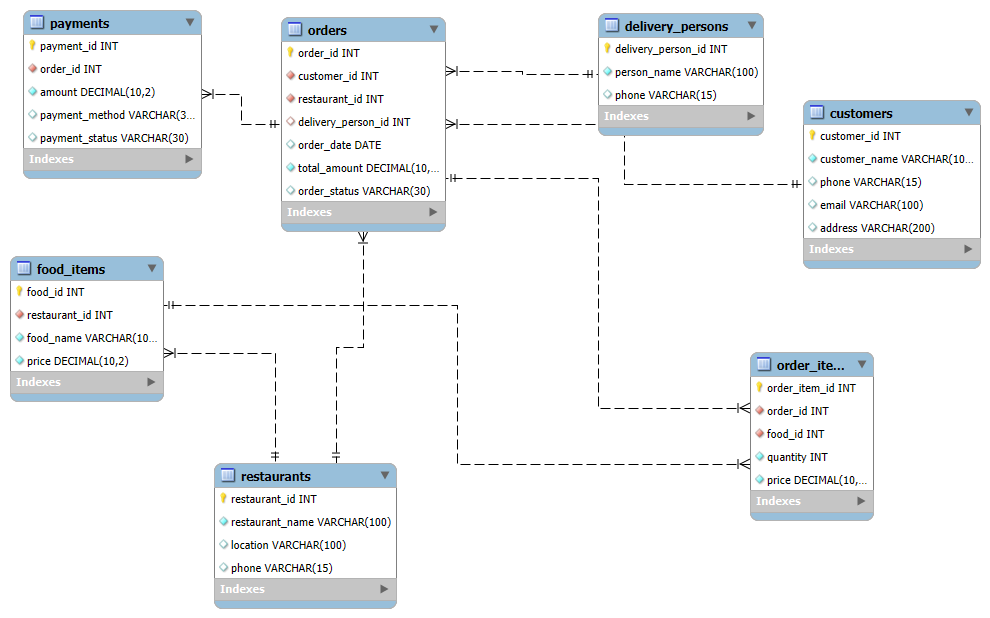 payments
payment_id INT
order_id INT
amount DECIMAL(10,2)
payment_method VARCHAR(3...
payment_status VARCHAR(30)
Indexes
orders
order_id INT
customer_id INT
restaurant_id INT
delivery_person_id INT
order_date DATE
total_amount DECIMAL(10,...
order_status VARCHAR(30)
Indexes
delivery_persons
delivery_person_id INT
person_name VARCHAR(100)
phone VARCHAR(15)
Indexes
customers
customer_id INT
customer_name VARCHAR(10...
phone VARCHAR(15)
email VARCHAR(100)
address VARCHAR(200)
Indexes
food_items
food_id INT
restaurant_id INT
food_name VARCHAR(10...
price DECIMAL(10,2)
Indexes
order_ite...
order_item_id INT
order_id INT
food_id INT
quantity INT
price DECIMAL(10,...
Indexes
restaurants
restaurant_id INT
restaurant_name VARCHAR(100)
location VARCHAR(100)
phone VARCHAR(15)
Indexes